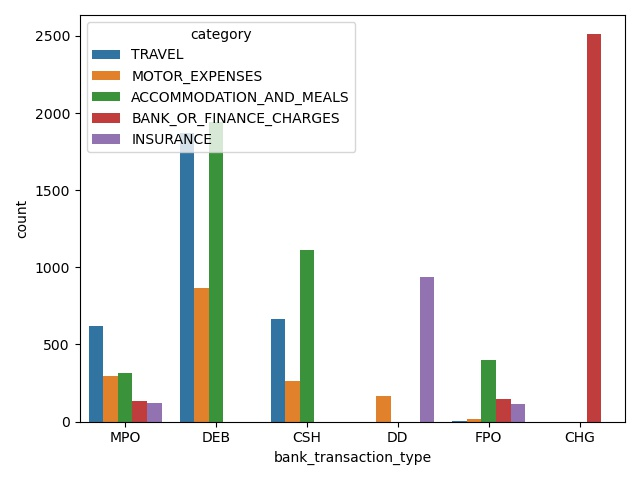 category
TRAVEL
MOTOR_EXPENSES
ACCOMMODATION_AND_MEALS
BANK_OR_FINANCE_CHARGES
INSURANCE
2500
2000
1500
1000
500
0
count
MPO DEB CSH DD FPO CHG
bank_transaction_type